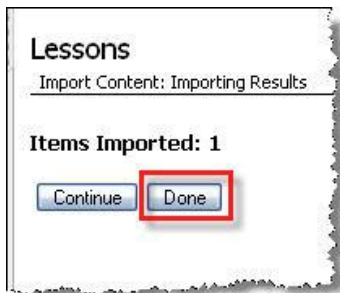 Lessons
Import Content: Importing Results
Items Imported: 1
Continue Done